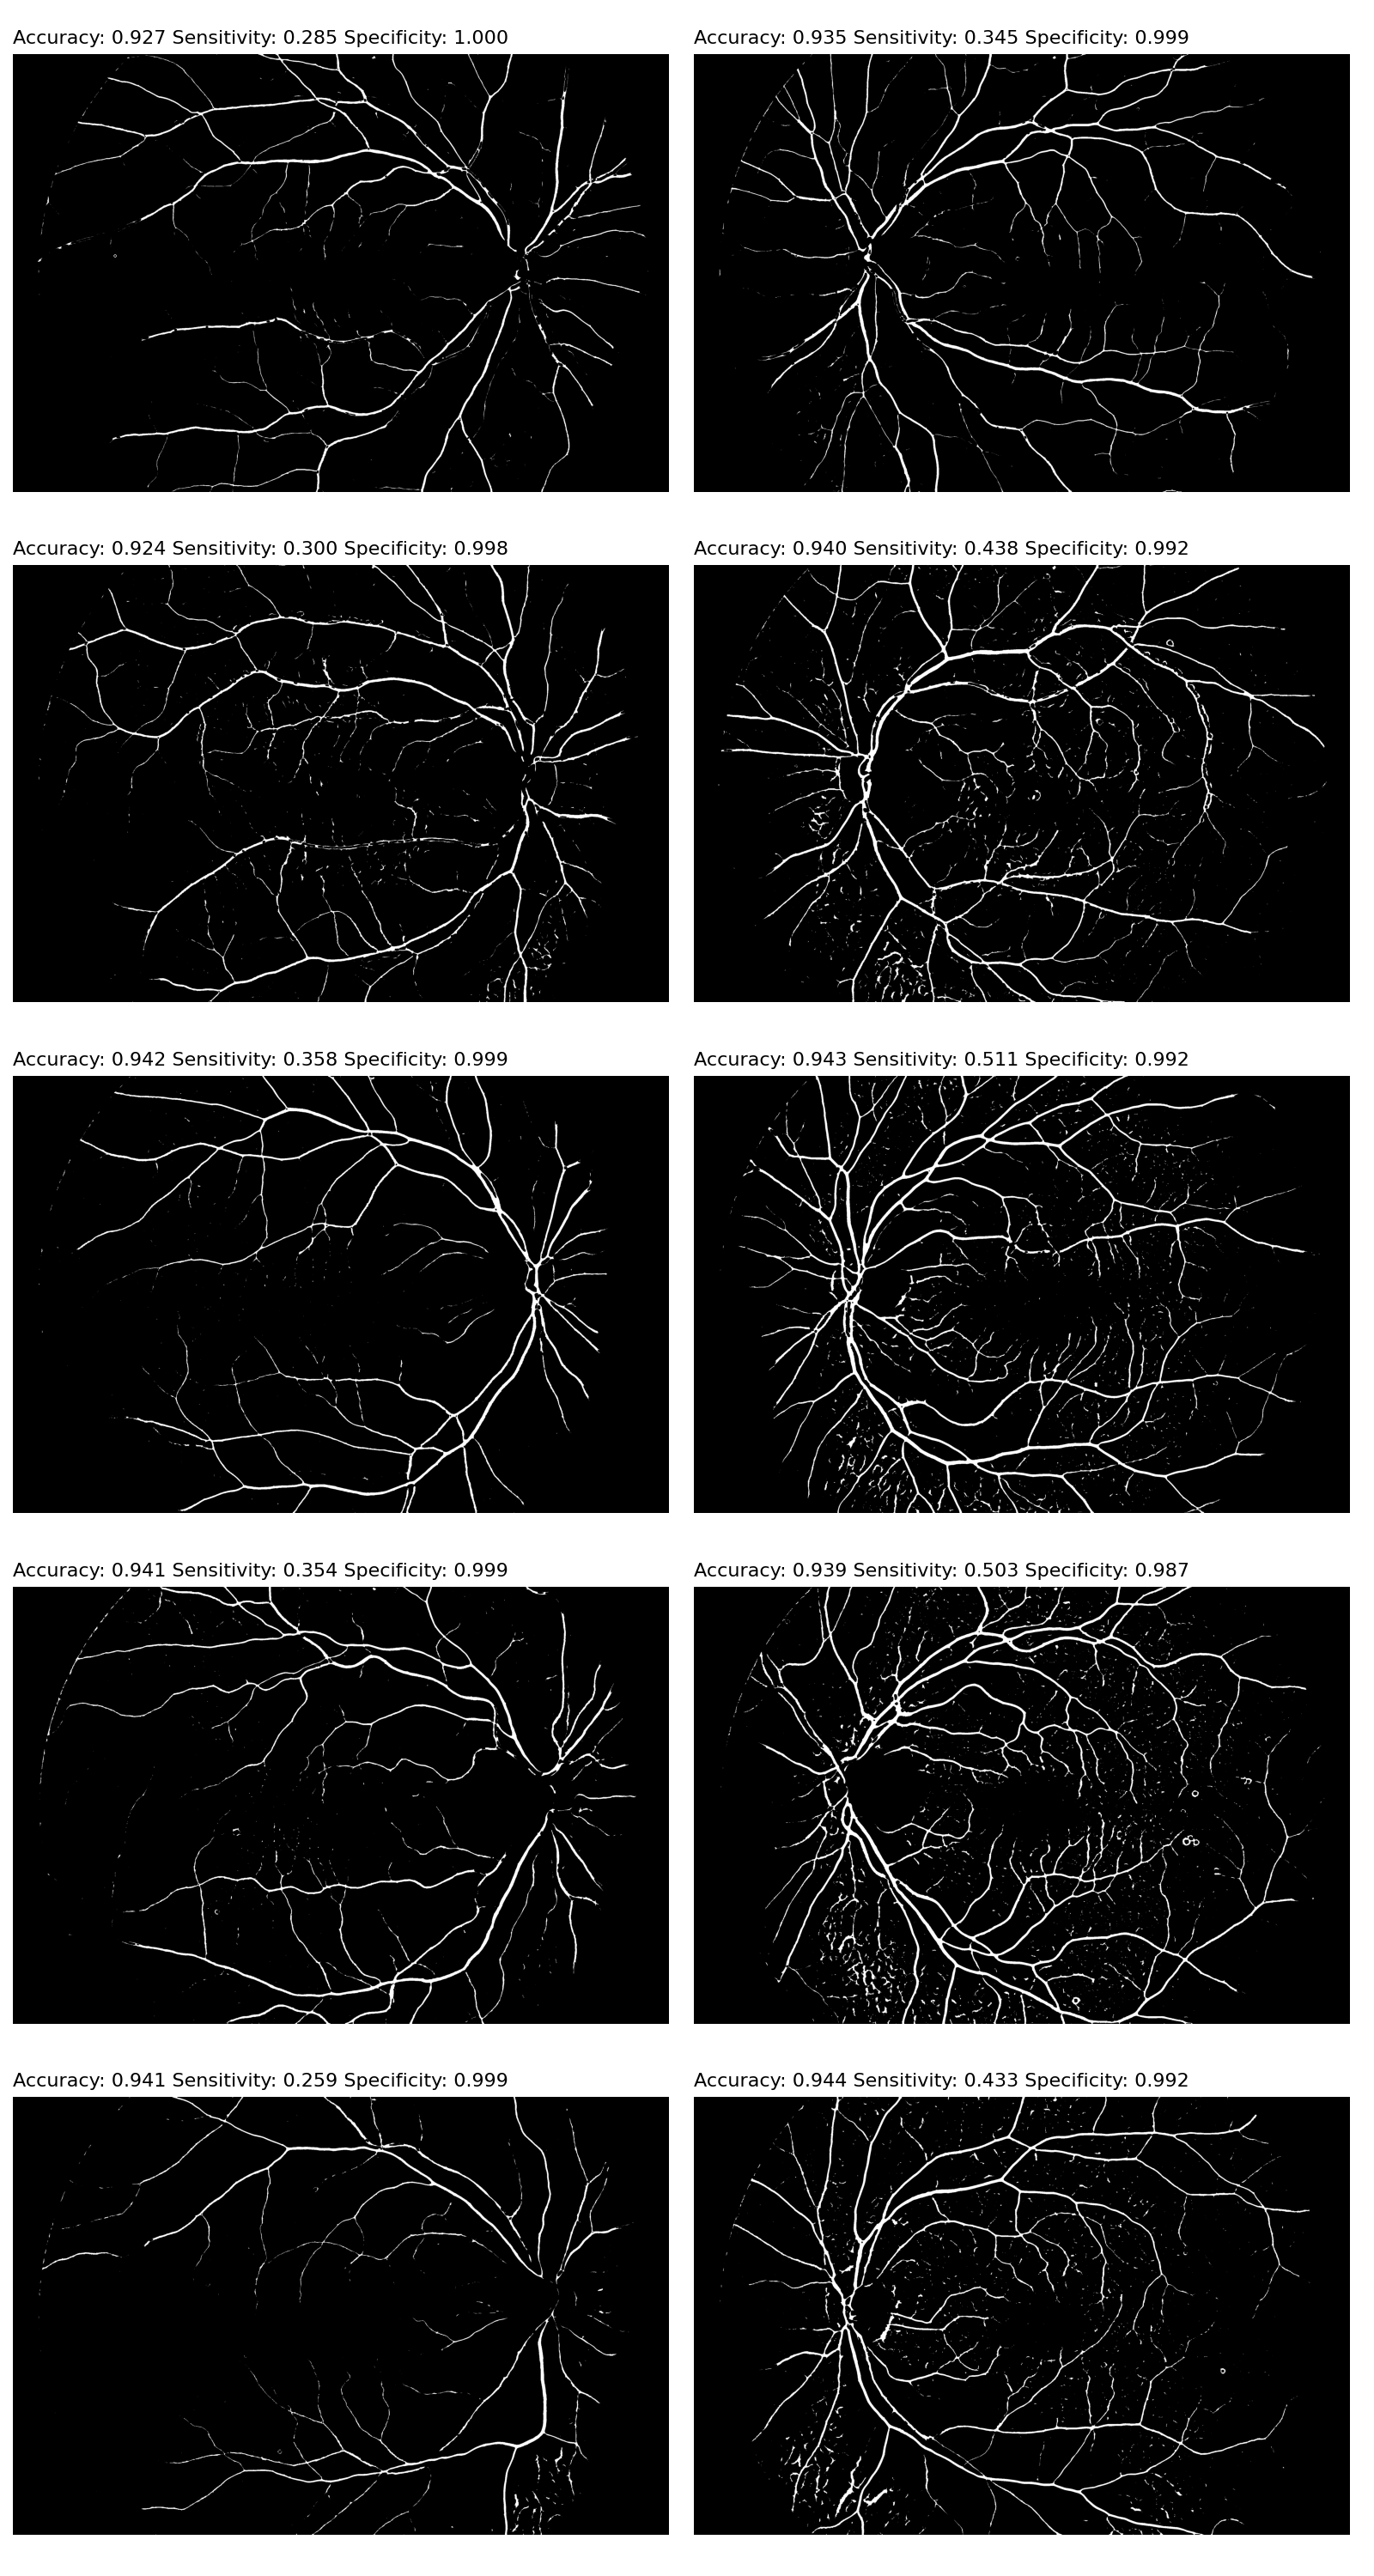 Accuracy: 0.927 Sensitivity: 0.285 Specificity: 1.000
Accuracy: 0.935 Sensitivity: 0.345 Specificity: 0.999
Accuracy: 0.924 Sensitivity: 0.300 Specificity: 0.998
Accuracy: 0.940 Sensitivity: 0.438 Specificity: 0.992
Accuracy: 0.942 Sensitivity: 0.358 Specificity: 0.999
Accuracy: 0.943 Sensitivity: 0.511 Specificity: 0.992
Accuracy: 0.941 Sensitivity: 0.354 Specificity: 0.999
Accuracy: 0.939 Sensitivity: 0.503 Specificity: 0.987
Accuracy: 0.941 Sensitivity: 0.259 Specificity: 0.999
Accuracy: 0.944 Sensitivity: 0.433 Specificity: 0.992